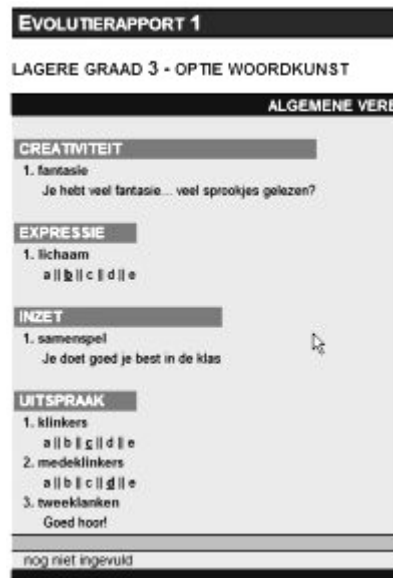 EVOLUTIERAPPORT 1
LAGERE GRAAD 3 - OPTIE WOORDKUNST
ALGEMENE VERE
CREATIVITEIT
1. fantasie
Je hebt veel fantasie... veel sprookjes gelezen?
EXPRESSIE
1. lichaam
a || b || c || d || e
INZET
1. samenspel
Je doet goed je best in de klas
UITSPRAAK
1. klinkers
a || b || c || d || e
2. medeklinkers
a || b || c || d || e
3. tweeklanken
Goed hoor!
nog niet ingevuld